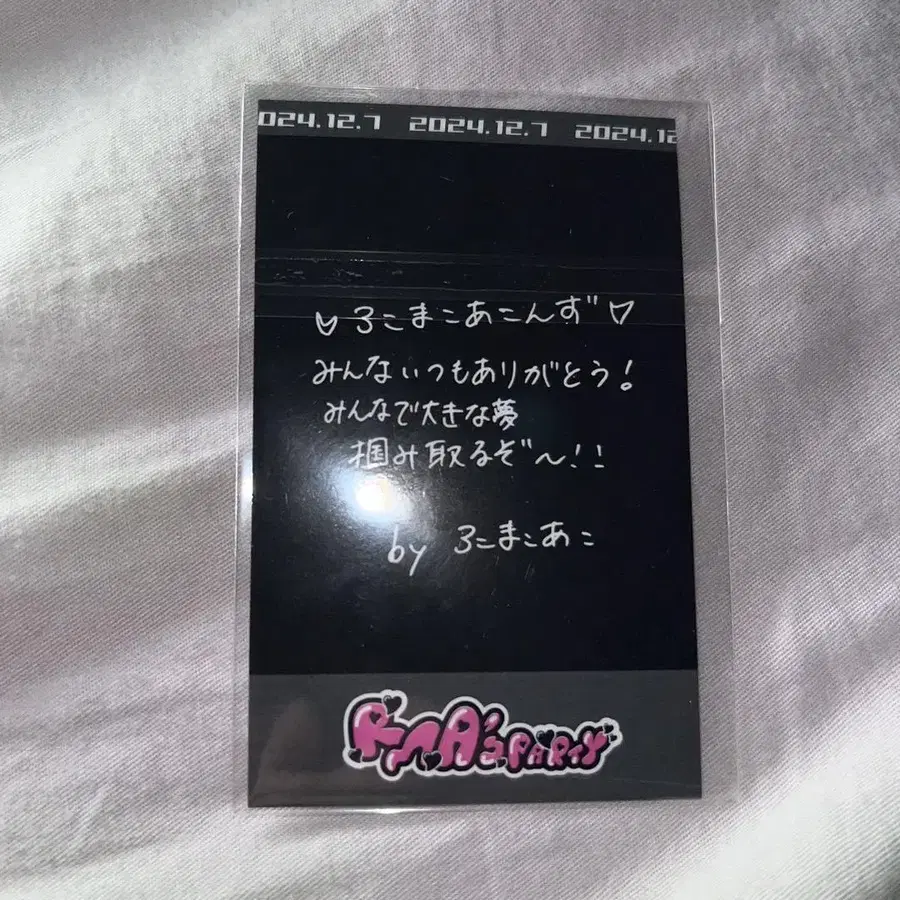 024.12.7 2024.12.7 2024.12
♡ろこまこあこんず♡
みんないつもありがとう!
みんなで大きな夢
掴み取るぞ〜!!
by ろこまこあこ
RMA'sPARTY